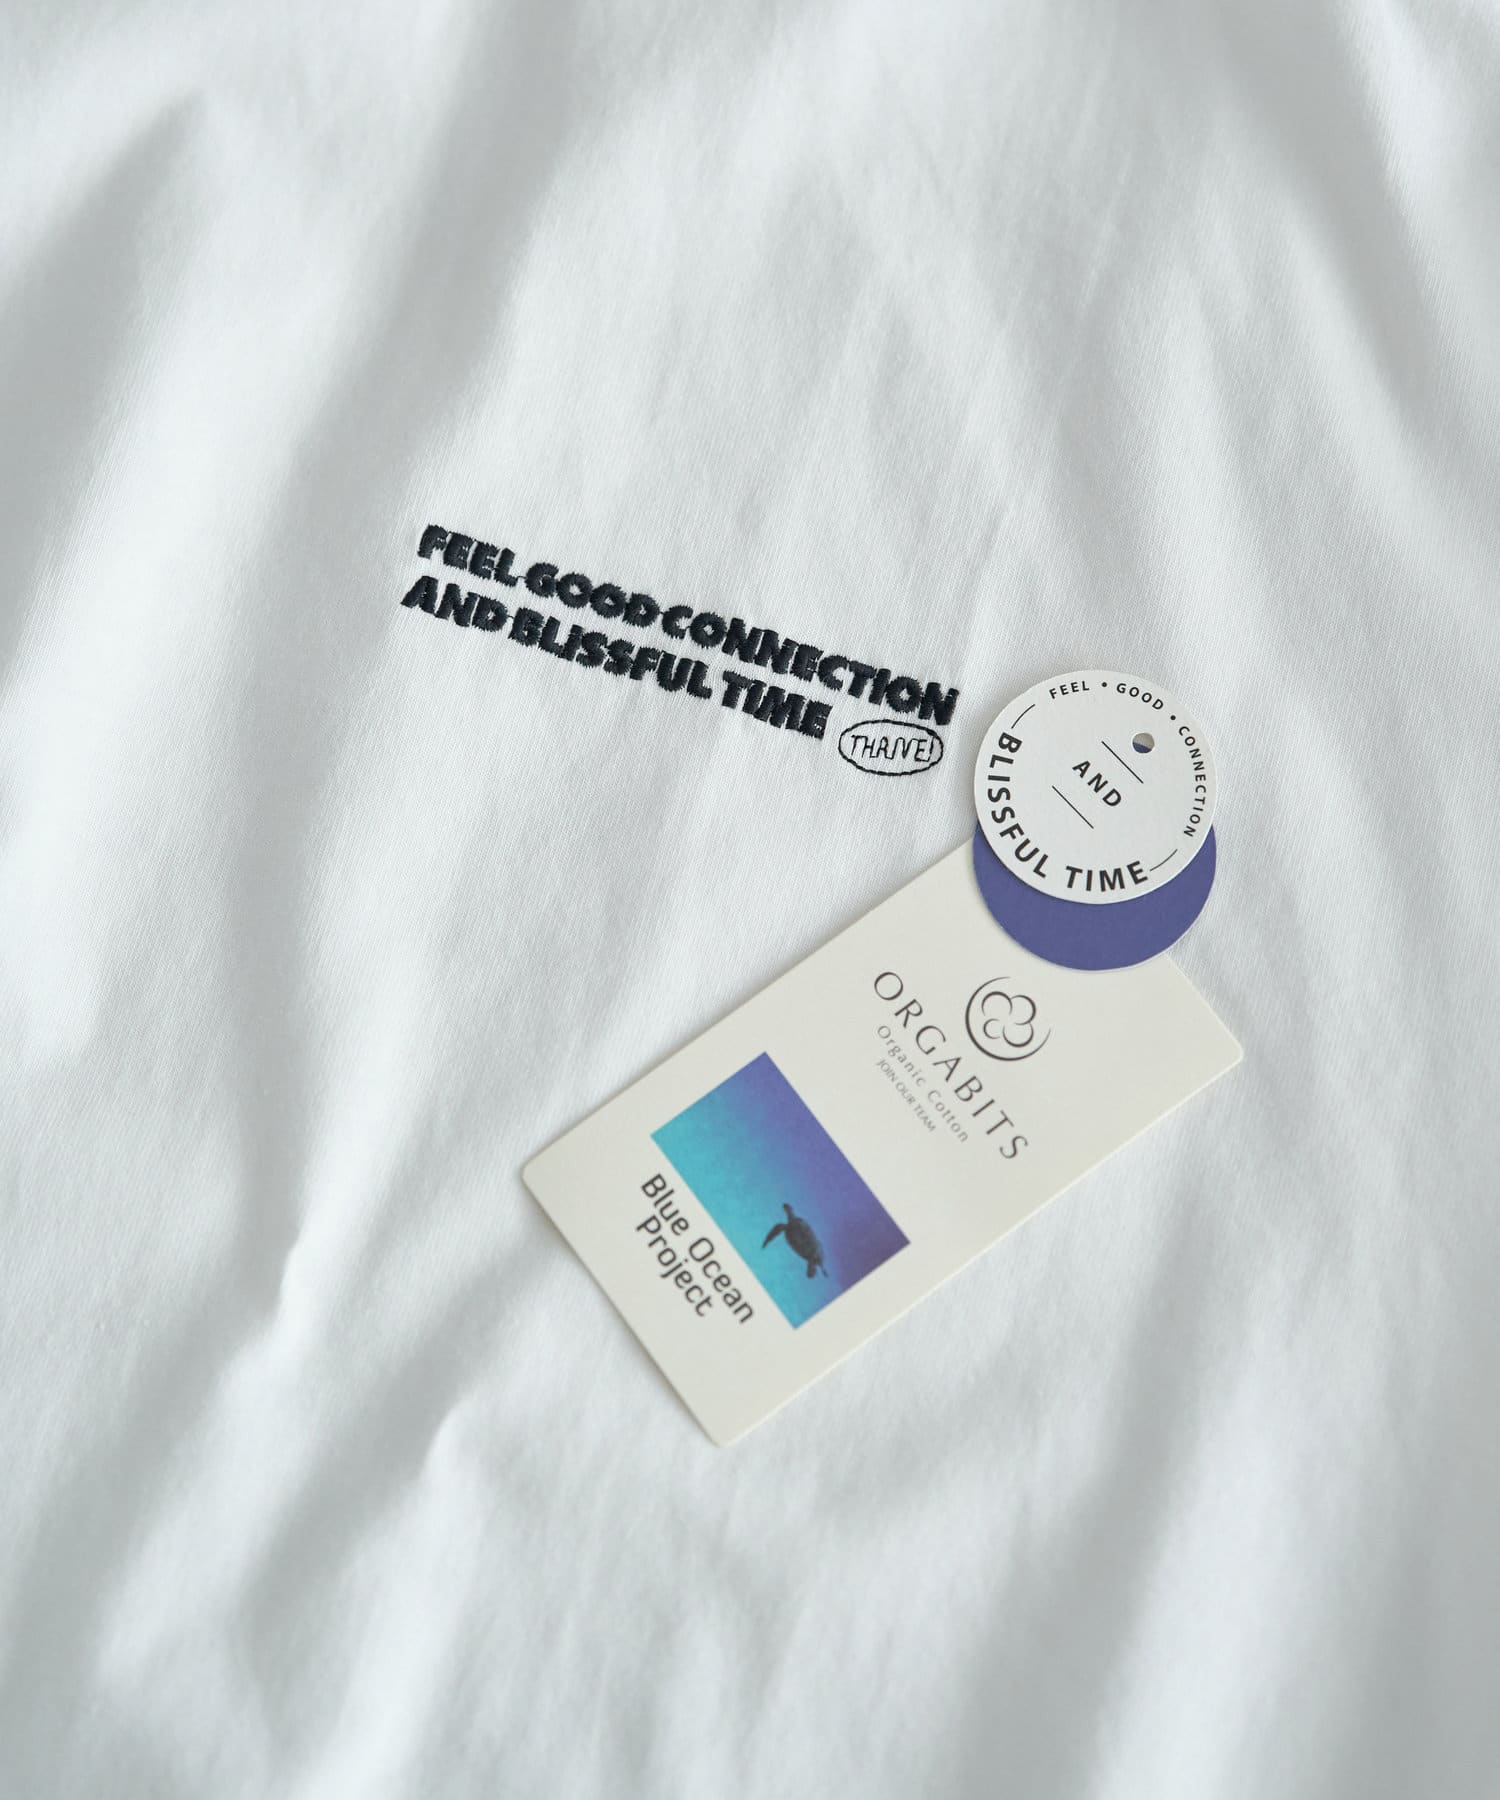 FEEL GOOD CONNECTION
AND BLISSFUL TIME
THRIVE!
FEEL • GOOD • CONNECTION
AND
BLISSFUL TIME
ORGABITS
Organic Cotton
JOIN OUR TEAM
Blue Ocean
Project